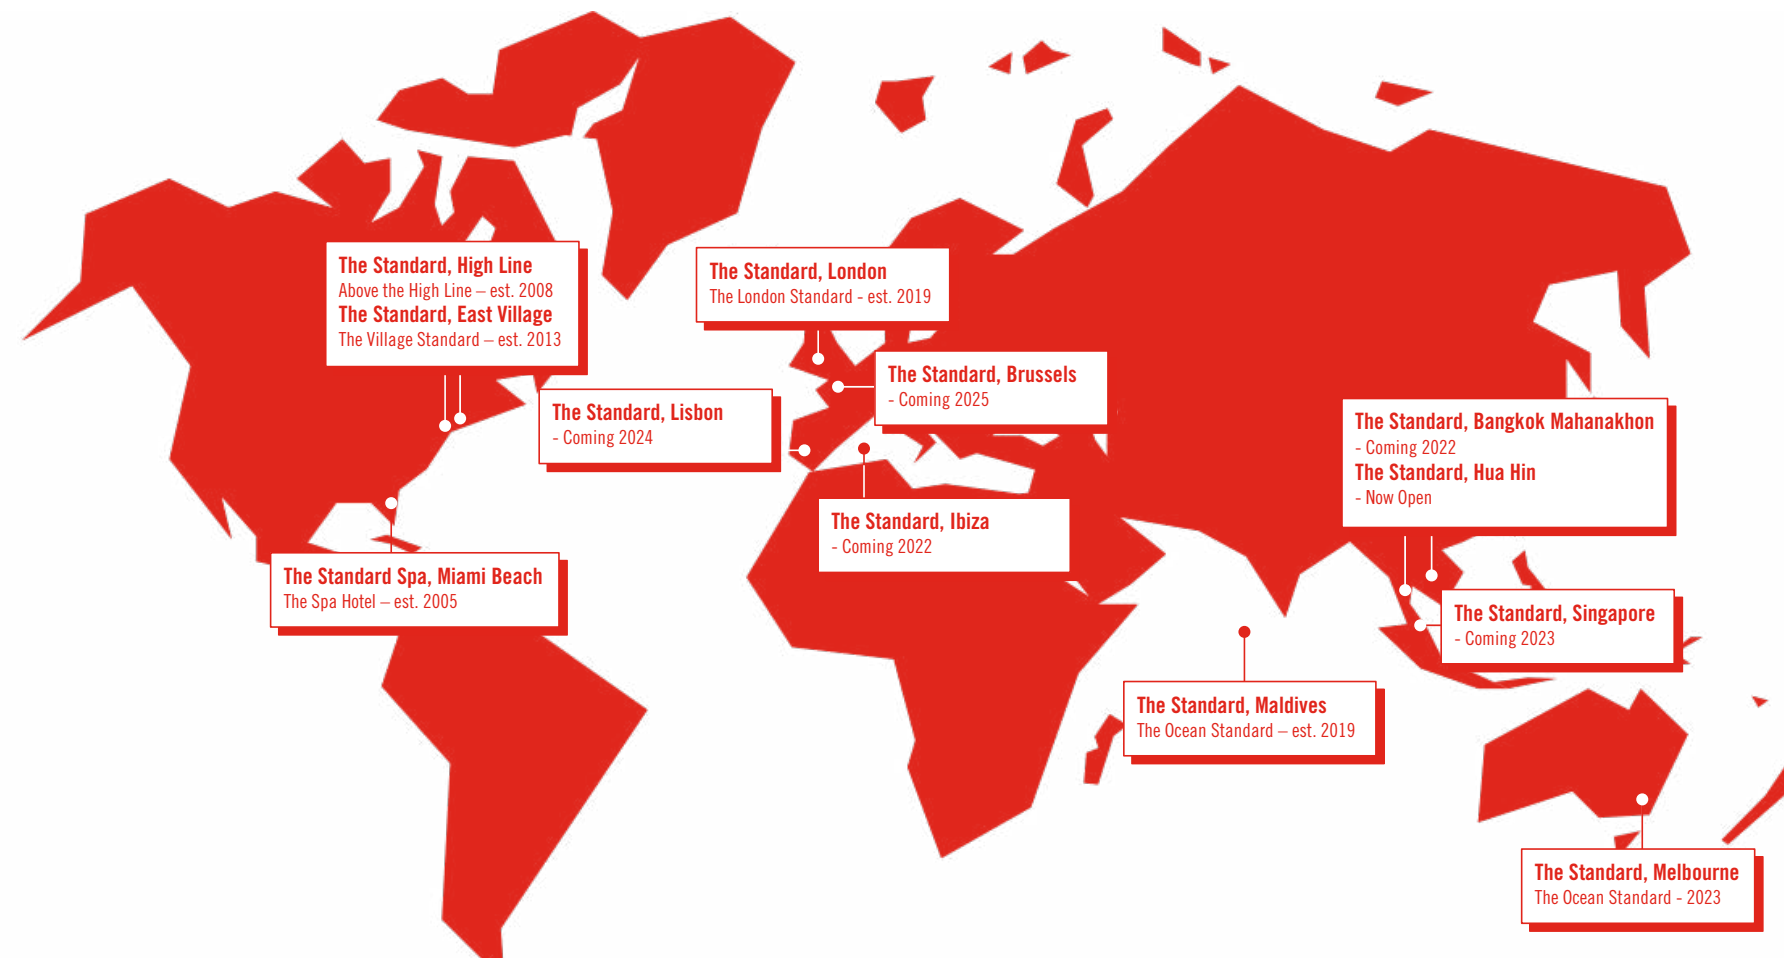 The Standard, High Line
Above the High Line – est. 2008
The Standard, East Village
The Village Standard – est. 2013
The Standard, London
The London Standard - est. 2019
The Standard, Brussels
- Coming 2025
The Standard, Lisbon
- Coming 2024
The Standard, Bangkok Mahanakhon
- Coming 2022
The Standard, Hua Hin
- Now Open
The Standard, Ibiza
- Coming 2022
The Standard Spa, Miami Beach
The Spa Hotel – est. 2005
The Standard, Singapore
- Coming 2023
The Standard, Maldives
The Ocean Standard – est. 2019
The Standard, Melbourne
The Ocean Standard - 2023